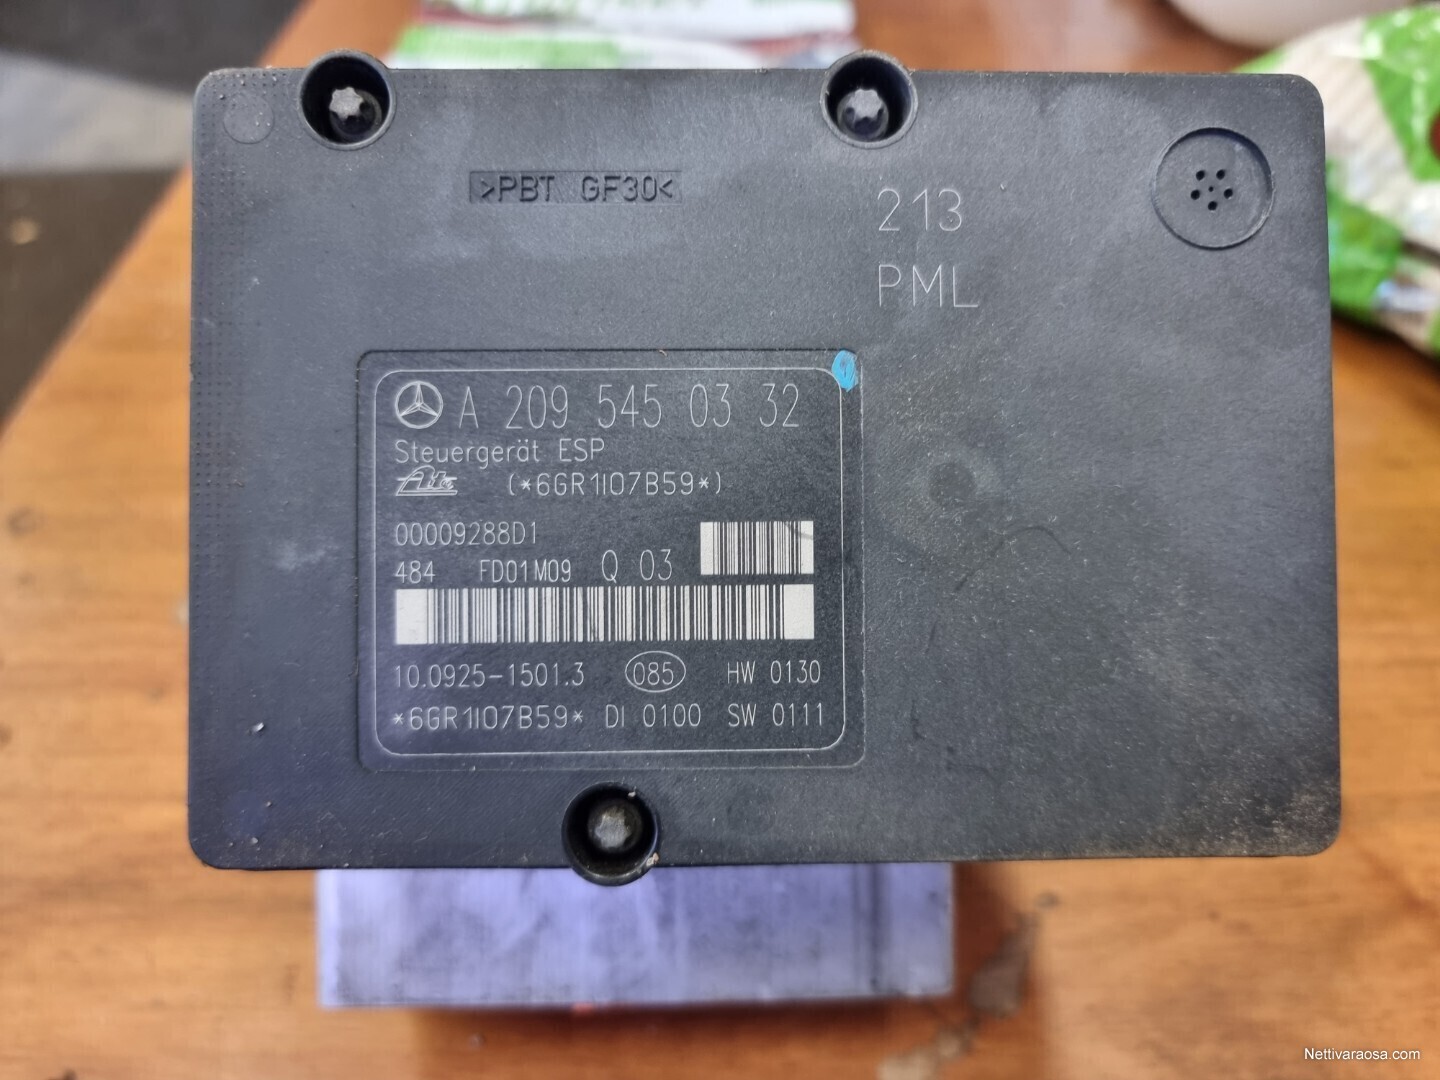 >PBT GF30<
213
PML
A 209 545 03 32
Steuergerät ESP
Ate (*6GR1I07B59*)
00009288D1
484 FD01M09 Q 03
10.0925-1501.3 085 HW 0130
*6GR1I07B59* DI 0100 SW 0111
Nettivaraosa.com